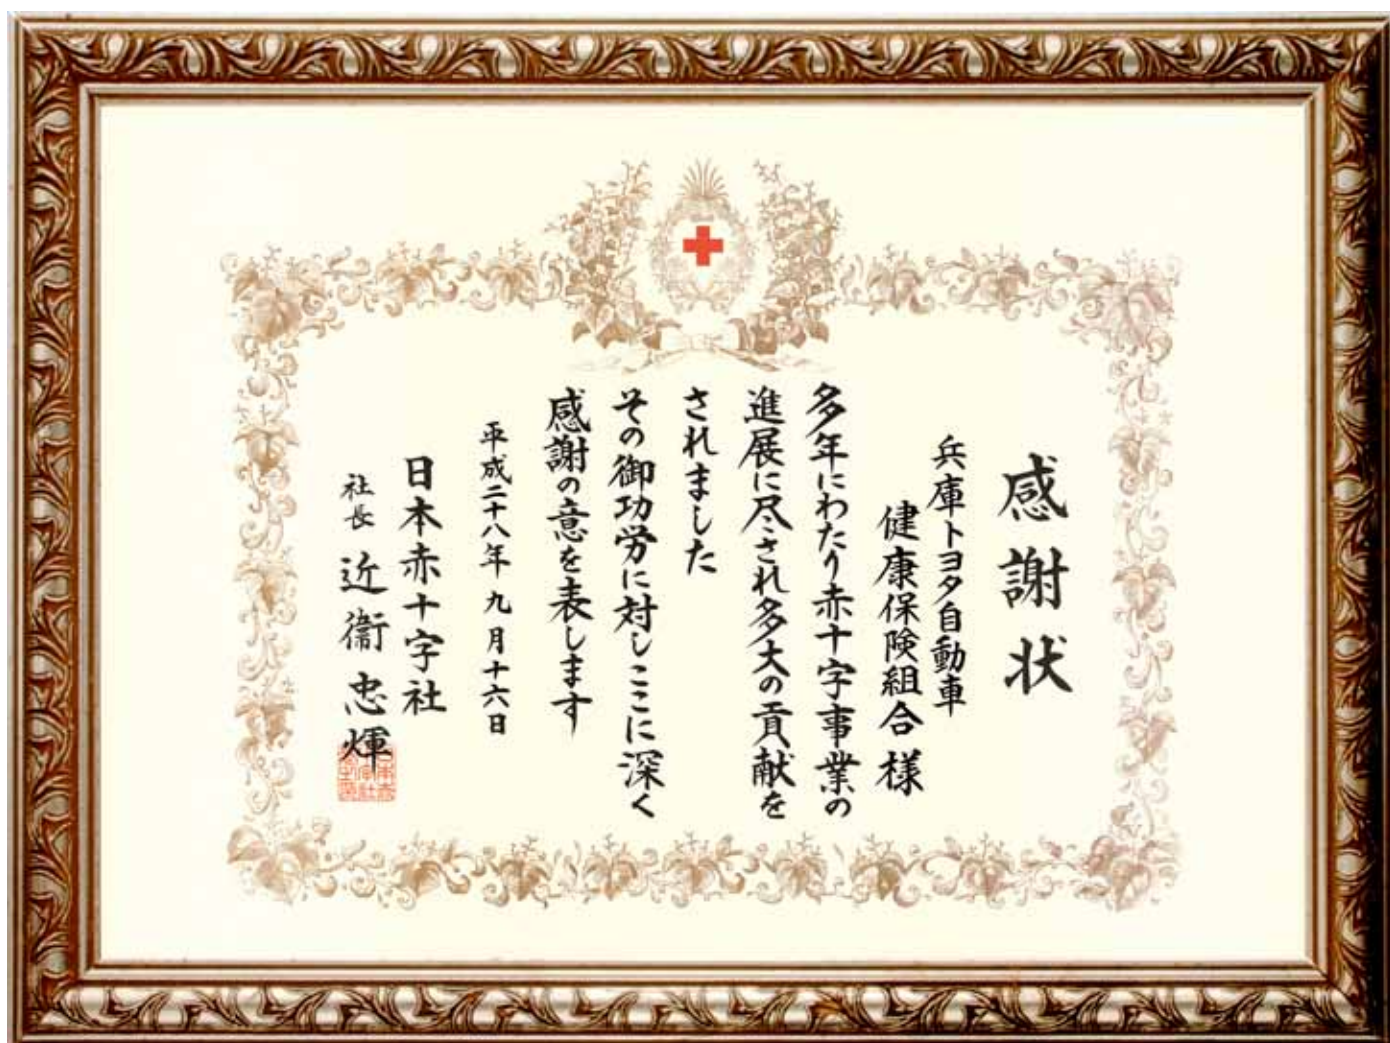 感謝状
兵庫トヨタ自動車
健康保険組合様
多年にわたり赤十字事業の
進展に尽され多大の貢献を
されました
その御功労に対しここに深く
感謝の意を表します
平成二十八年九月十六日
日本赤十字社
社長 近衞忠煇